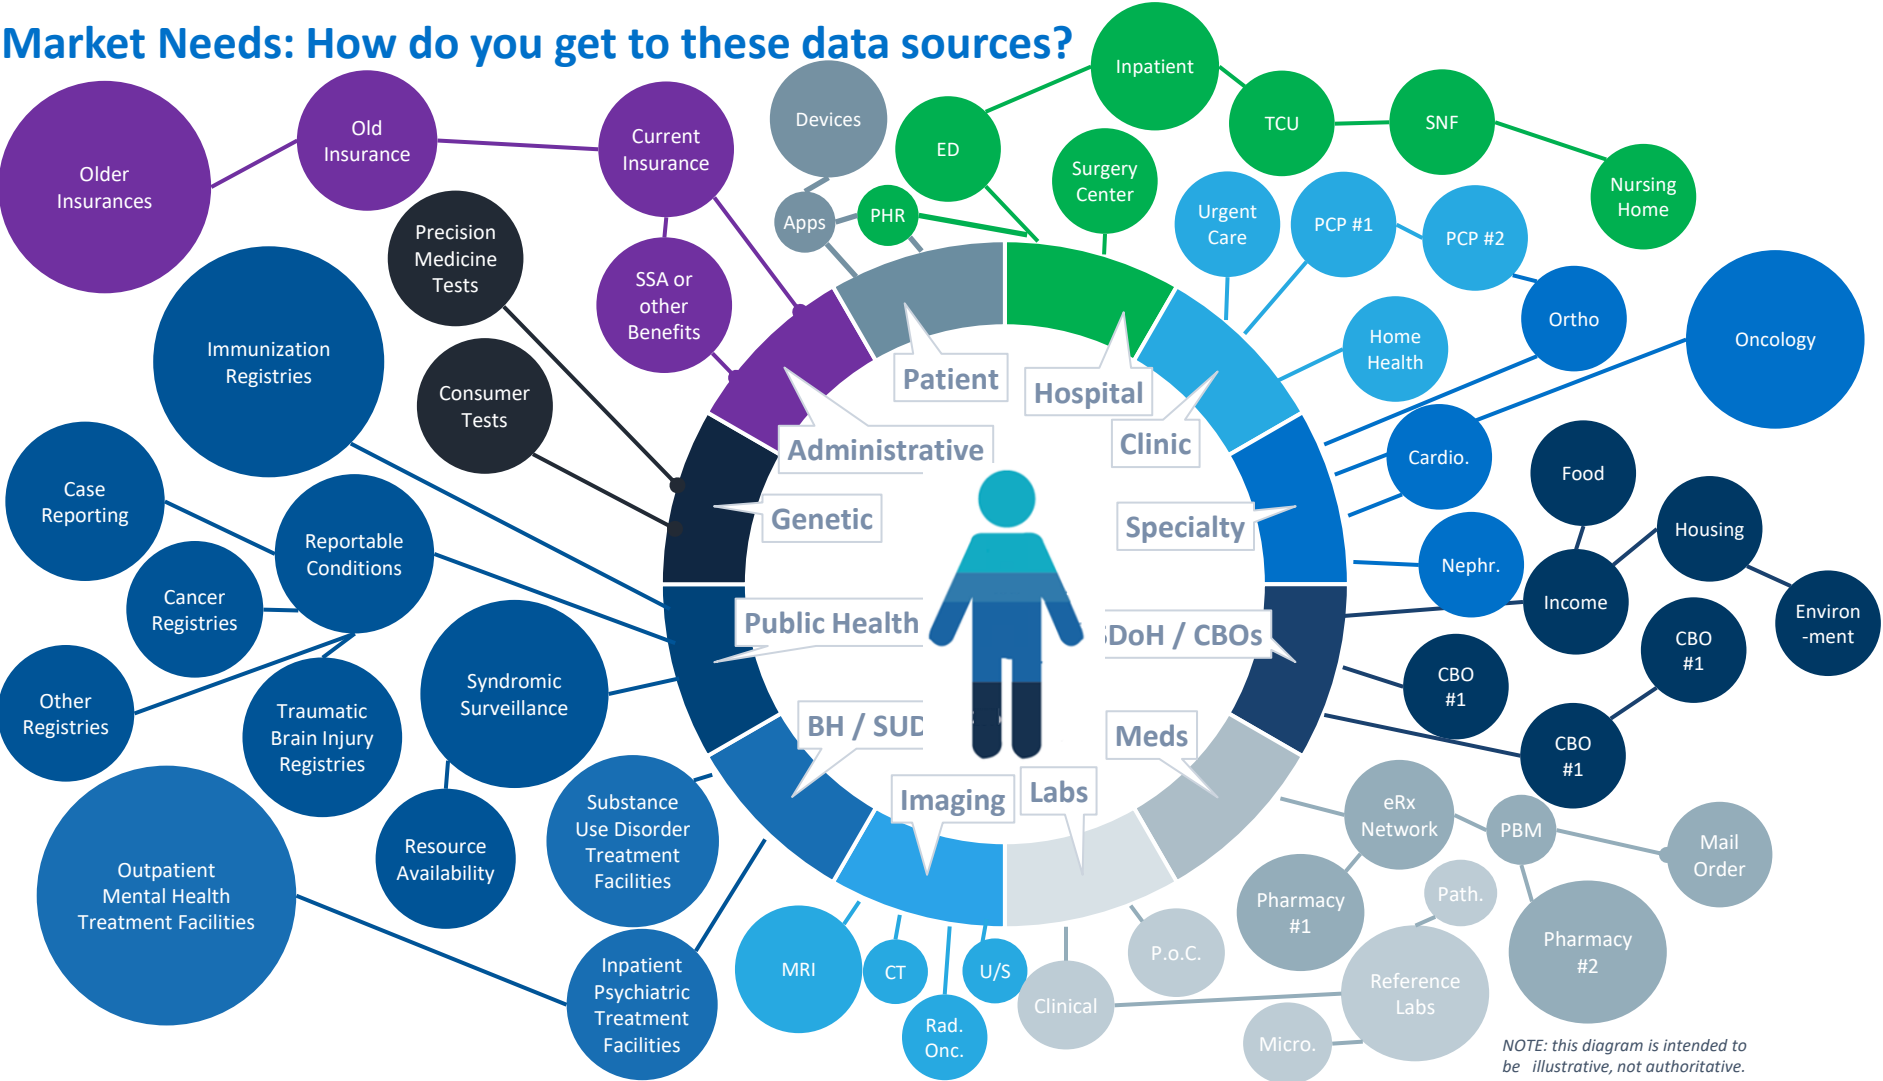 Market Needs: How do you get to these data sources?
Older
Insurances
Old
Insurance
Current
Insurance
SSA or
other
Benefits
Precision
Medicine
Tests
Consumer
Tests
Devices
Apps
PHR
ED
Inpatient
Surgery
Center
TCU
SNF
Nursing
Home
Urgent
Care
PCP #1
PCP #2
Home
Health
Ortho
Oncology
Cardio.
Nephr.
Food
Housing
Income
Environ
-ment
CBO
#1
CBO
#1
CBO
#1
Immunization
Registries
Case
Reporting
Reportable
Conditions
Cancer
Registries
Other
Registries
Traumatic
Brain Injury
Registries
Syndromic
Surveillance
Resource
Availability
Outpatient
Mental Health
Treatment Facilities
Substance
Use Disorder
Treatment
Facilities
Inpatient
Psychiatric
Treatment
Facilities
Patient
Hospital
Administrative
Clinic
Genetic
Specialty
Public Health
DoH / CBOs
BH / SUD
Meds
Imaging
Labs
MRI
CT
Rad.
Onc.
U/S
Clinical
P.o.C.
Reference
Labs
Path.
Micro.
eRx
Network
PBM
Mail
Order
Pharmacy
#1
Pharmacy
#2
NOTE: this diagram is intended to
be illustrative, not authoritative.